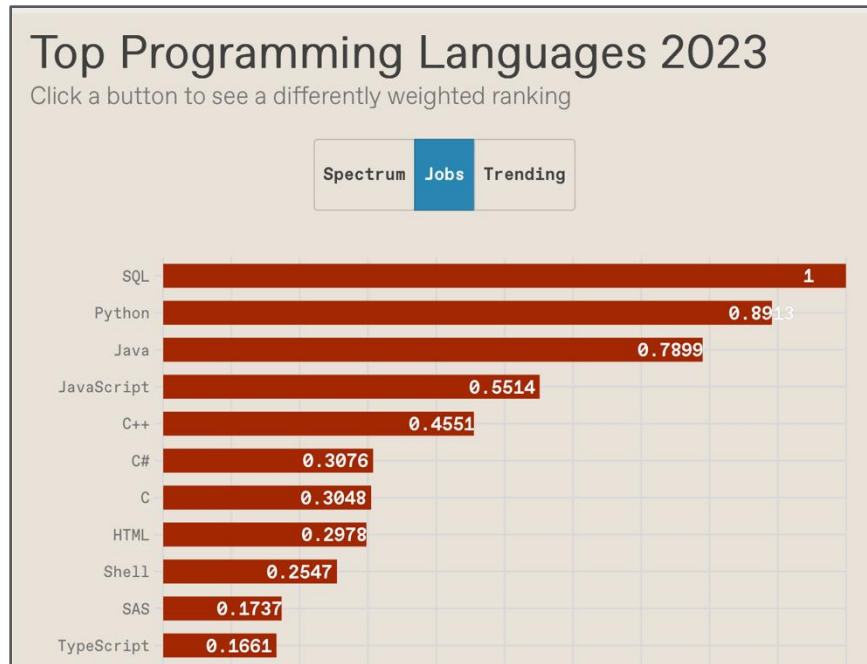 Top Programming Languages 2023
Click a button to see a differently weighted ranking
Spectrum Jobs Trending
SQL 1
Python 0.8913
Java 0.7899
JavaScript 0.5514
C++ 0.4551
C# 0.3076
C 0.3048
HTML 0.2978
Shell 0.2547
SAS 0.1737
TypeScript 0.1661